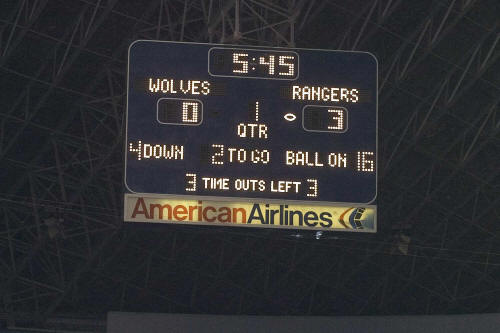 5:45
WOLVES RANGERS
0 1 3
QTR
4 DOWN 2 TO GO BALL ON 16
3 TIME OUTS LEFT 3
AmericanAirlines